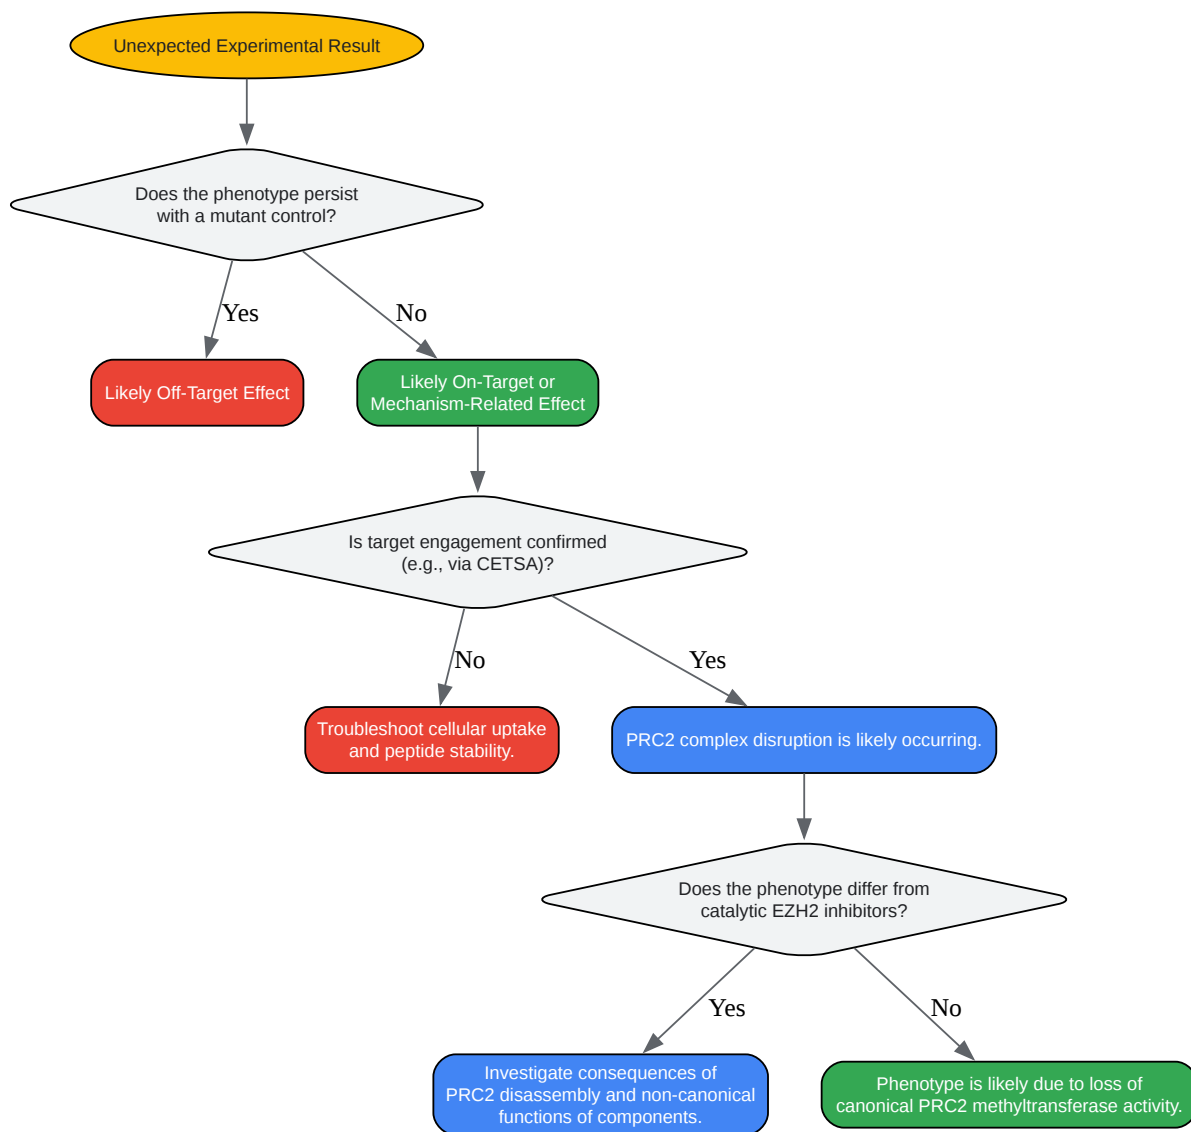 Unexpected Experimental Result
Does the phenotype persist
with a mutant control?
Yes
No
Likely Off-Target Effect
Likely On-Target or
Mechanism-Related Effect
Is target engagement confirmed
(e.g., via CETSA)?
No
Yes
Troubleshoot cellular uptake
and peptide stability.
PRC2 complex disruption is likely occurring.
Does the phenotype differ from
catalytic EZH2 inhibitors?
Yes
No
Investigate consequences of
PRC2 disassembly and non-canonical
functions of components.
Phenotype is likely due to loss of
canonical PRC2 methyltransferase activity.